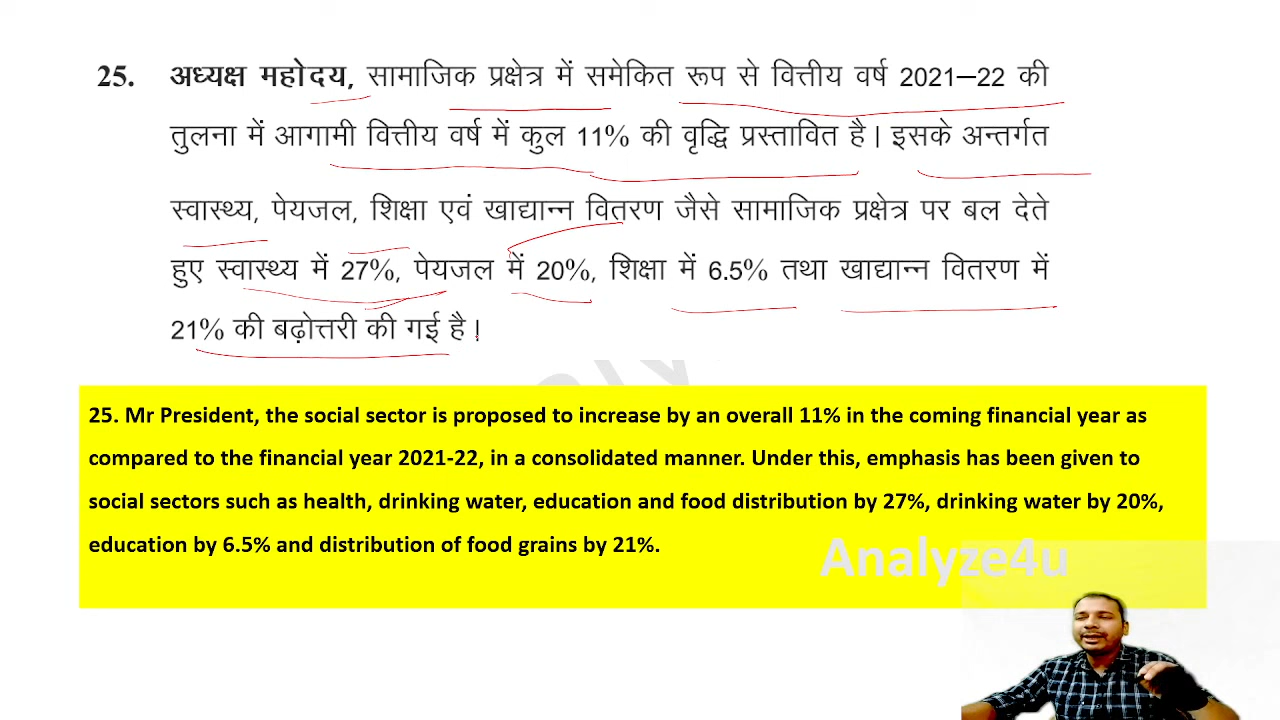 25. अध्यक्ष महोदय, सामाजिक प्रक्षेत्र में समेकित रूप से वित्तीय वर्ष 2021–22 की
तुलना में आगामी वित्तीय वर्ष में कुल 11% की वृद्धि प्रस्तावित है। इसके अन्तर्गत
स्वास्थ्य, पेयजल, शिक्षा एवं खाद्यान्न वितरण जैसे सामाजिक प्रक्षेत्र पर बल देते
हुए स्वास्थ्य में 27%, पेयजल में 20%, शिक्षा में 6.5% तथा खाद्यान्न वितरण में
21% की बढ़ोत्तरी की गई है।
25. Mr President, the social sector is proposed to increase by an overall 11% in the coming financial year as
compared to the financial year 2021-22, in a consolidated manner. Under this, emphasis has been given to
social sectors such as health, drinking water, education and food distribution by 27%, drinking water by 20%,
education by 6.5% and distribution of food grains by 21%.
Analyze4u